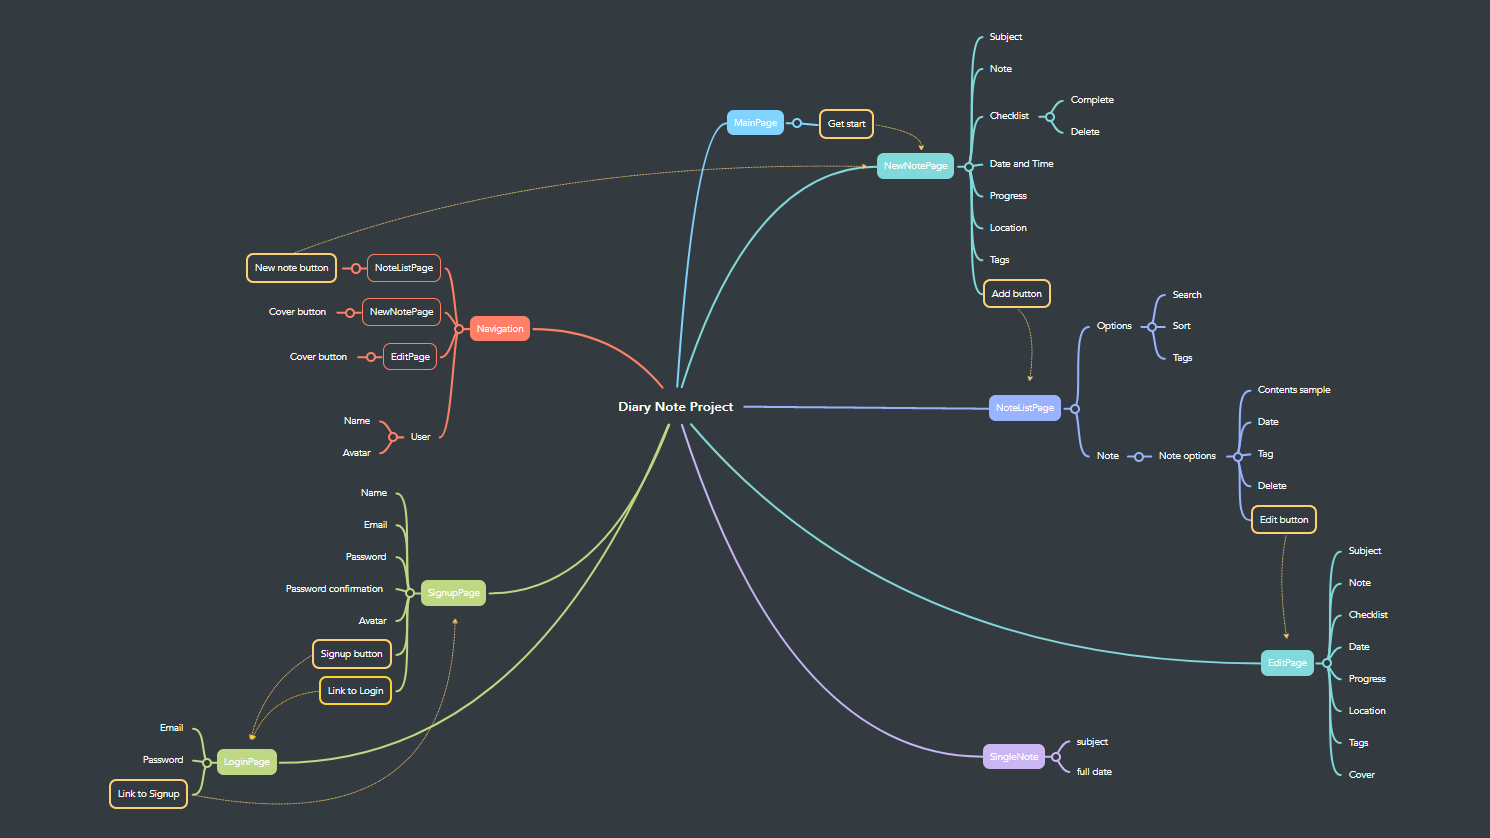 Diary Note Project
MainPage
Get start
NewNotePage
Subject
Note
Checklist
Complete
Delete
Date and Time
Progress
Location
Tags
Add button
NoteListPage
Options
Search
Sort
Tags
Note
Note options
Contents sample
Date
Tag
Delete
Edit button
EditPage
Subject
Note
Checklist
Date
Progress
Location
Tags
Cover
SingleNote
subject
full date
Navigation
NoteListPage
New note button
NewNotePage
Cover button
EditPage
Cover button
User
Name
Avatar
SignupPage
Name
Email
Password
Password confirmation
Avatar
Signup button
Link to Login
LoginPage
Email
Password
Link to Signup